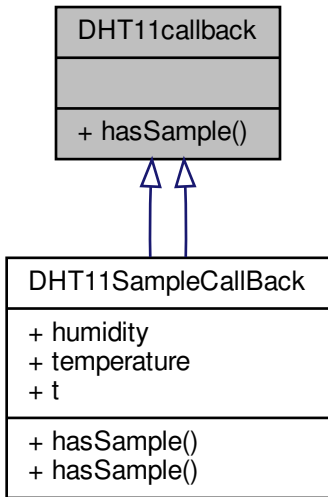 DHT11callback
+ hasSample()
DHT11SampleCallBack
+ humidity
+ temperature
+ t
+ hasSample()
+ hasSample()